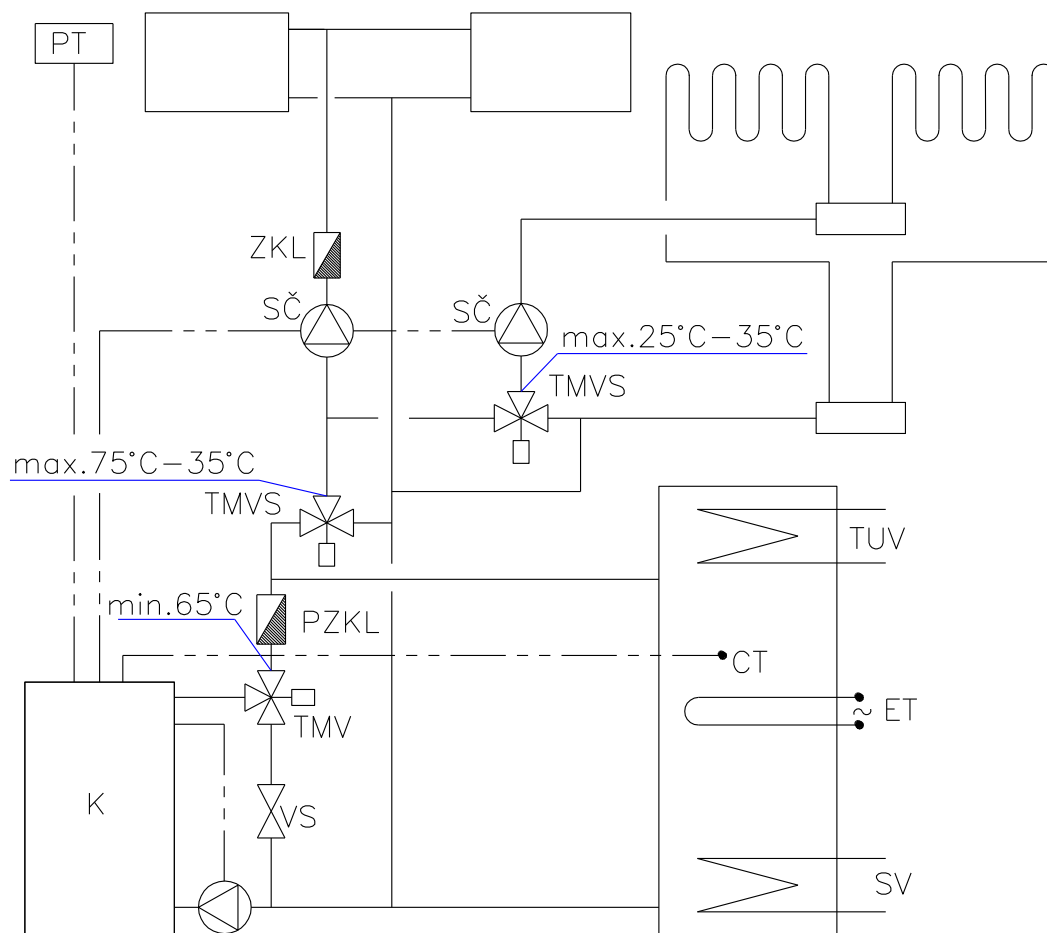 PT
ZKL
SČ
SČ
max.25°C-35°C
TMVS
max.75°C-35°C
TMVS
TUV
min.65°C
PZKL
CT
~ ET
TMV
K
VS
SV